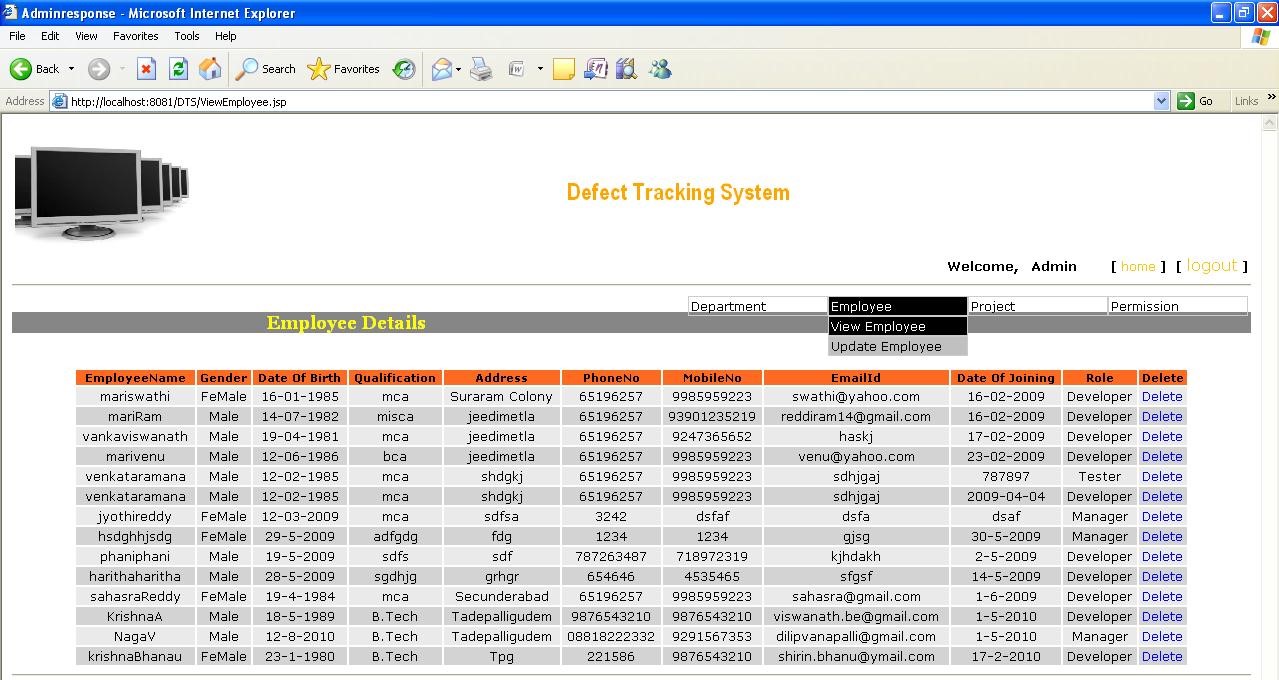 Adminresponse - Microsoft Internet Explorer
File Edit View Favorites Tools Help
Back Search Favorites
Address http://localhost:8081/DTS/ViewEmployee.jsp Go Links »
Defect Tracking System
Welcome, Admin [ home ] [ logout ]
Department Employee Project Permission
Employee Details View Employee
Update Employee
EmployeeName Gender Date Of Birth Qualification Address PhoneNo MobileNo EmailId Date Of Joining Role Delete
mariswathi FeMale 16-01-1985 mca Suraram Colony 65196257 9985959223 swathi@yahoo.com 16-02-2009 Developer Delete
mariRam Male 14-07-1982 misca jeedimetla 65196257 93901235219 reddiram14@gmail.com 16-02-2009 Developer Delete
vankaviswanath Male 19-04-1981 mca jeedimetla 65196257 9247365652 haskj 17-02-2009 Developer Delete
marivenu Male 12-06-1986 bca jeedimetla 65196257 9985959223 venu@yahoo.com 23-02-2009 Developer Delete
venkataramana Male 12-02-1985 mca shdgkj 65196257 9985959223 sdhjgaj 787897 Tester Delete
venkataramana Male 12-02-1985 mca shdgkj 65196257 9985959223 sdhjgaj 2009-04-04 Developer Delete
jyothireddy FeMale 12-03-2009 mca sdfsa 3242 dsfaf dsfa dsaf Manager Delete
hsdghhjsdg FeMale 29-5-2009 adfgdg fdg 1234 1234 gjsg 30-5-2009 Manager Delete
phaniphani Male 19-5-2009 sdfs sdf 787263487 718972319 kjhdakh 2-5-2009 Developer Delete
harithaharitha Male 28-5-2009 sgdhjg grhgr 654646 4535465 sfgsf 14-5-2009 Developer Delete
sahasraReddy FeMale 19-4-1984 mca Secunderabad 65196257 9985959223 sahasra@gmail.com 1-6-2009 Developer Delete
KrishnaA Male 18-5-1989 B.Tech Tadepalligudem 9876543210 9876543210 viswanath.be@gmail.com 1-5-2010 Developer Delete
NagaV Male 12-8-2010 B.Tech Tadepalligudem 08818222332 9291567353 dilipvanapalli@gmail.com 1-5-2010 Manager Delete
krishnaBhanau FeMale 23-1-1980 B.Tech Tpg 221586 9876543210 shirin.bhanu@ymail.com 17-2-2010 Developer Delete